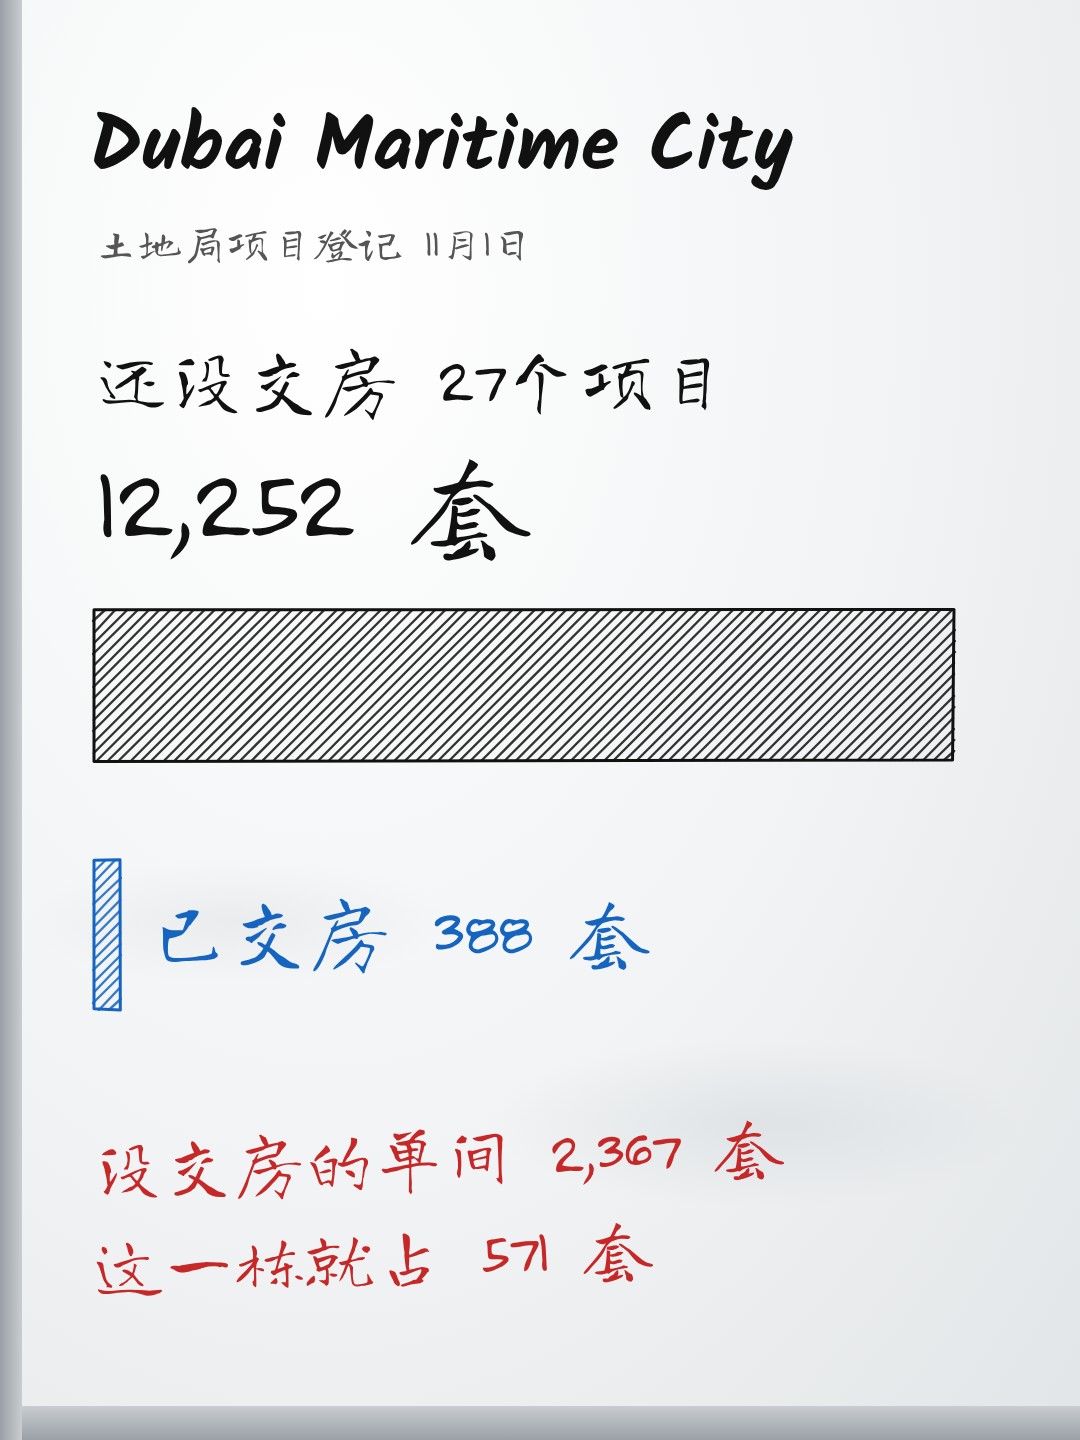 Dubai Maritime City
土地局项目登记 11月1日
还没交房 27个项目
12,252 套
已交房 388 套
没交房的单间 2,367 套
这一栋就占 571 套